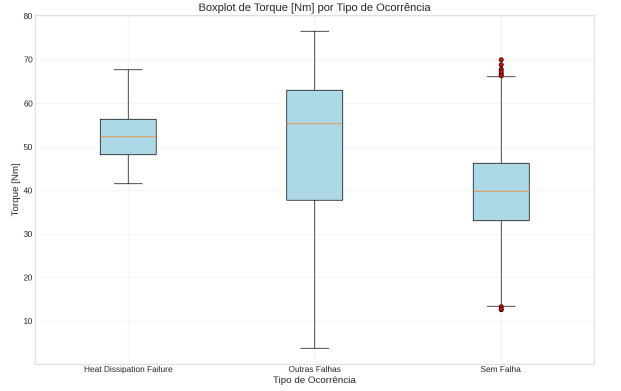 Boxplot de Torque [Nm] por Tipo de Ocorrência
80
70
60
50
40
30
20
10
Torque [Nm]
Heat Dissipation Failure
Outras Falhas
Sem Falha
Tipo de Ocorrência